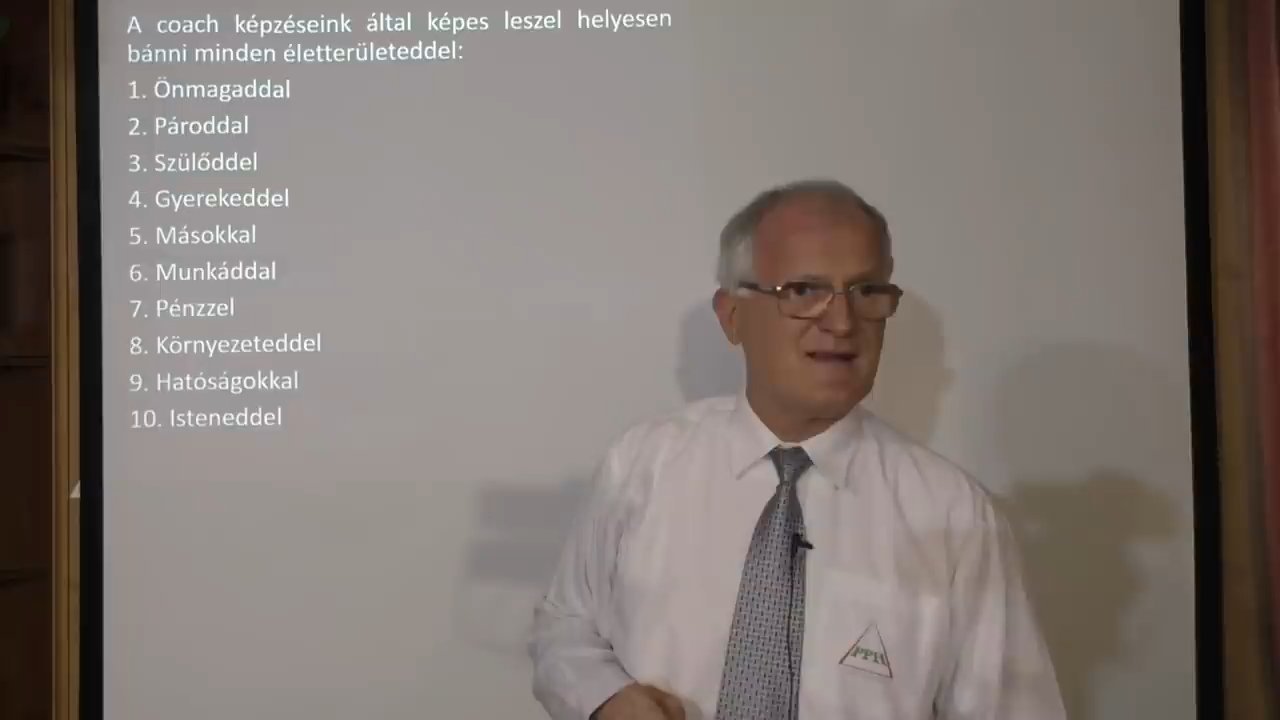 A coach képzéseink által képes leszel helyesen
bánni minden életterületeddel:
1. Önmagaddal
2. Pároddal
3. Szülőddel
4. Gyerekeddel
5. Másokkal
6. Munkáddal
7. Pénzzel
8. Környezeteddel
9. Hatóságokkal
10. Isteneddel